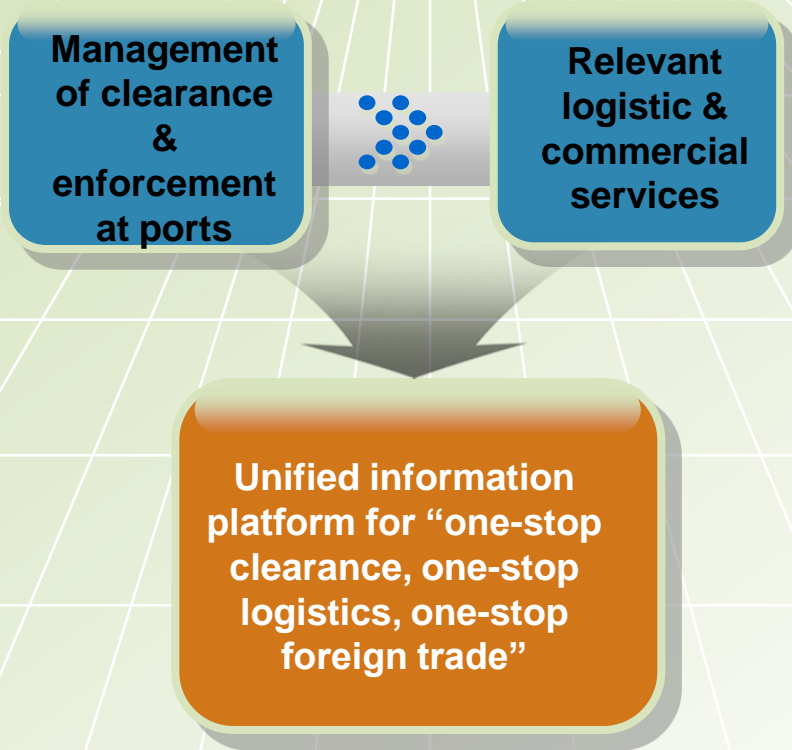 Management
of clearance
&
enforcement
at ports
Relevant
logistic &
commercial
services
Unified information
platform for “one-stop
clearance, one-stop
logistics, one-stop
foreign trade”